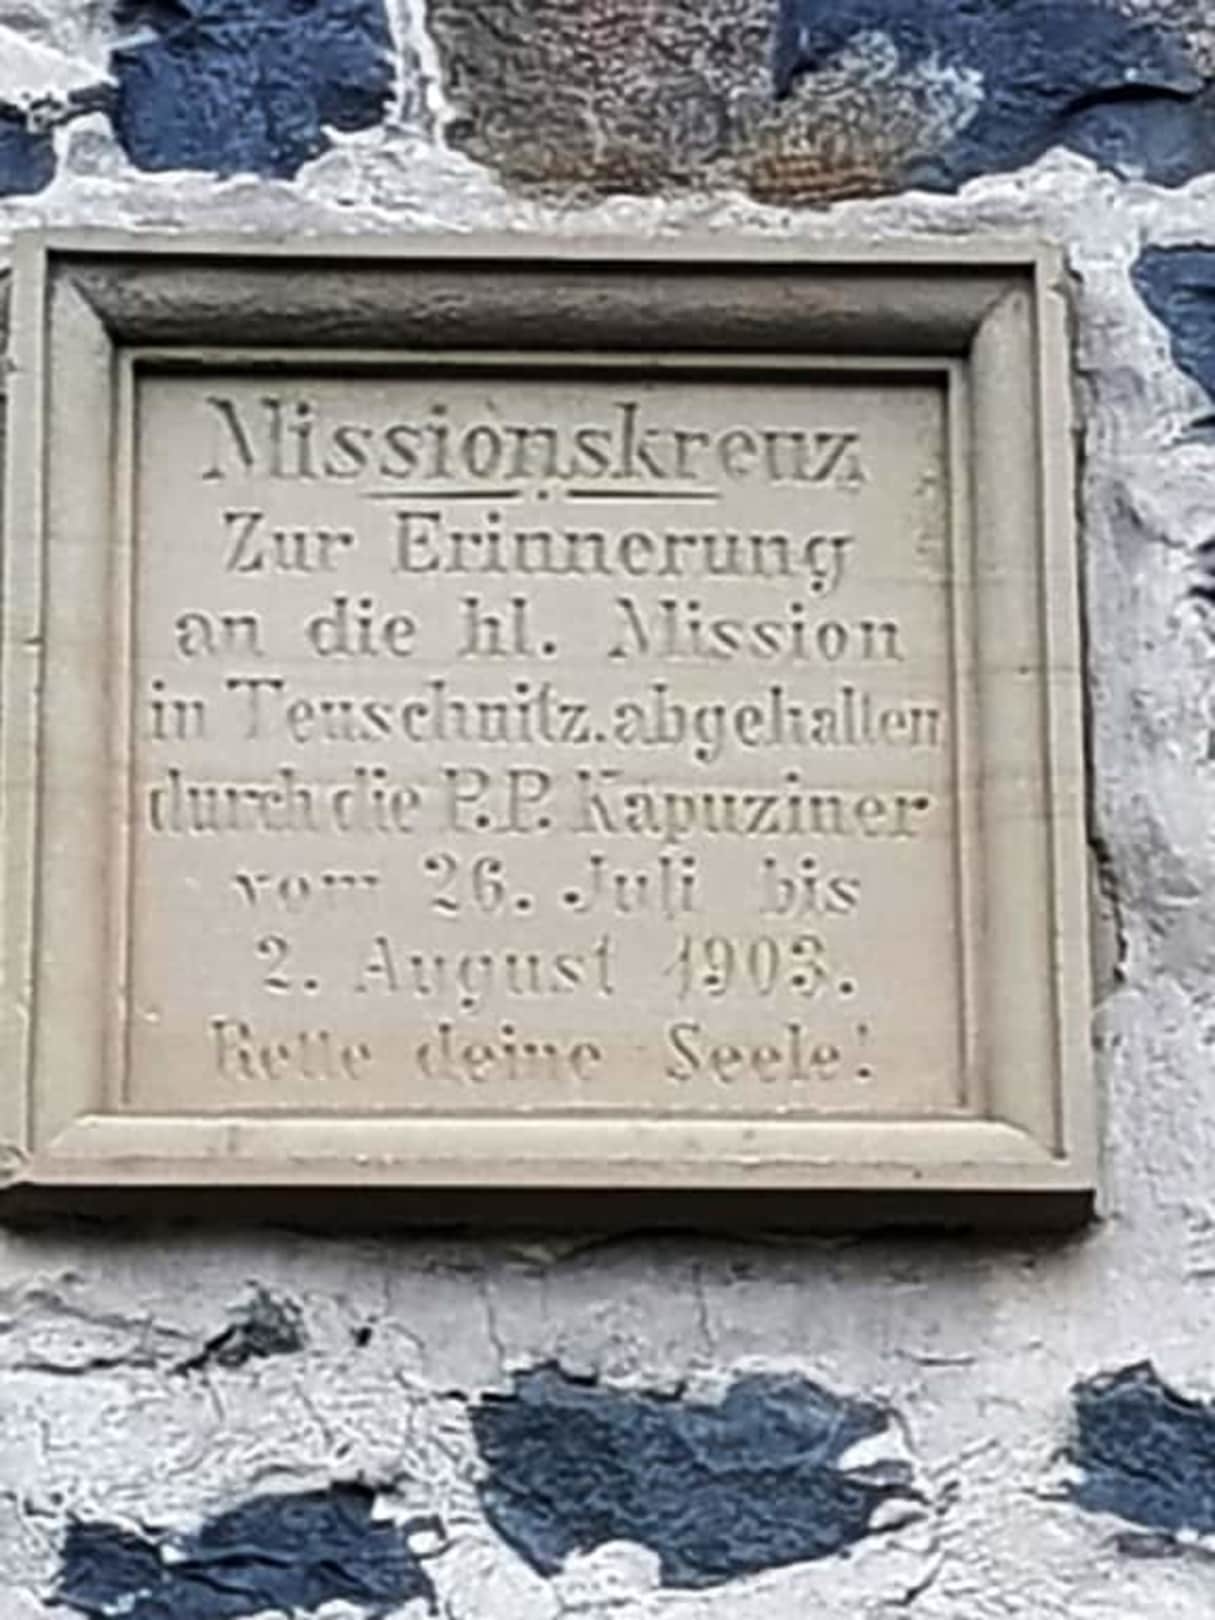 Missionskreuz
Zur Erinnerung
an die hl. Mission
in Teuschnitz. abgehalten
durch die P.P. Kapuziner
vom 26. Juli bis
2. August 1903.
Rette deine Seele!